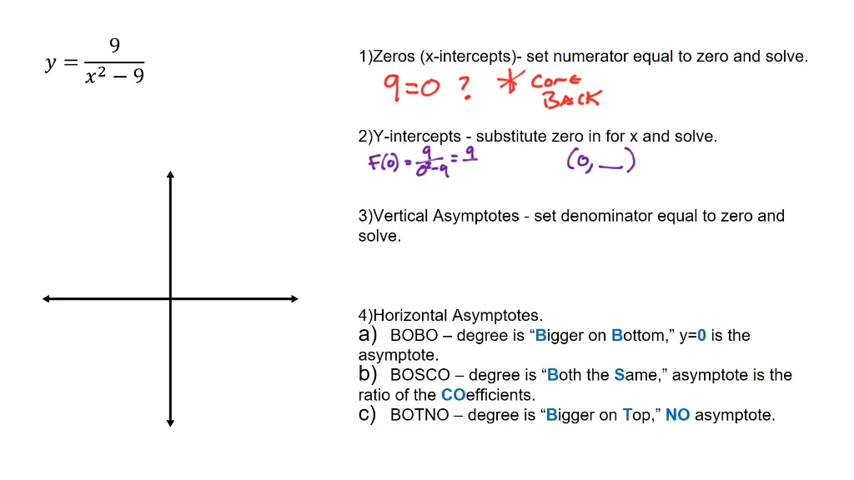 y = 9 / (x² − 9)
1)Zeros (x-intercepts)- set numerator equal to zero and solve.
9=0 ? * COME
BACK
2)Y-intercepts - substitute zero in for x and solve.
F(0) = 9/(0²-9) = 9/ (0, __)
3)Vertical Asymptotes - set denominator equal to zero and
solve.
4)Horizontal Asymptotes.
a) BOBO – degree is “Bigger on Bottom,” y=0 is the
asymptote.
b) BOSCO – degree is “Both the Same,” asymptote is the
ratio of the COefficients.
c) BOTNO – degree is “Bigger on Top,” NO asymptote.